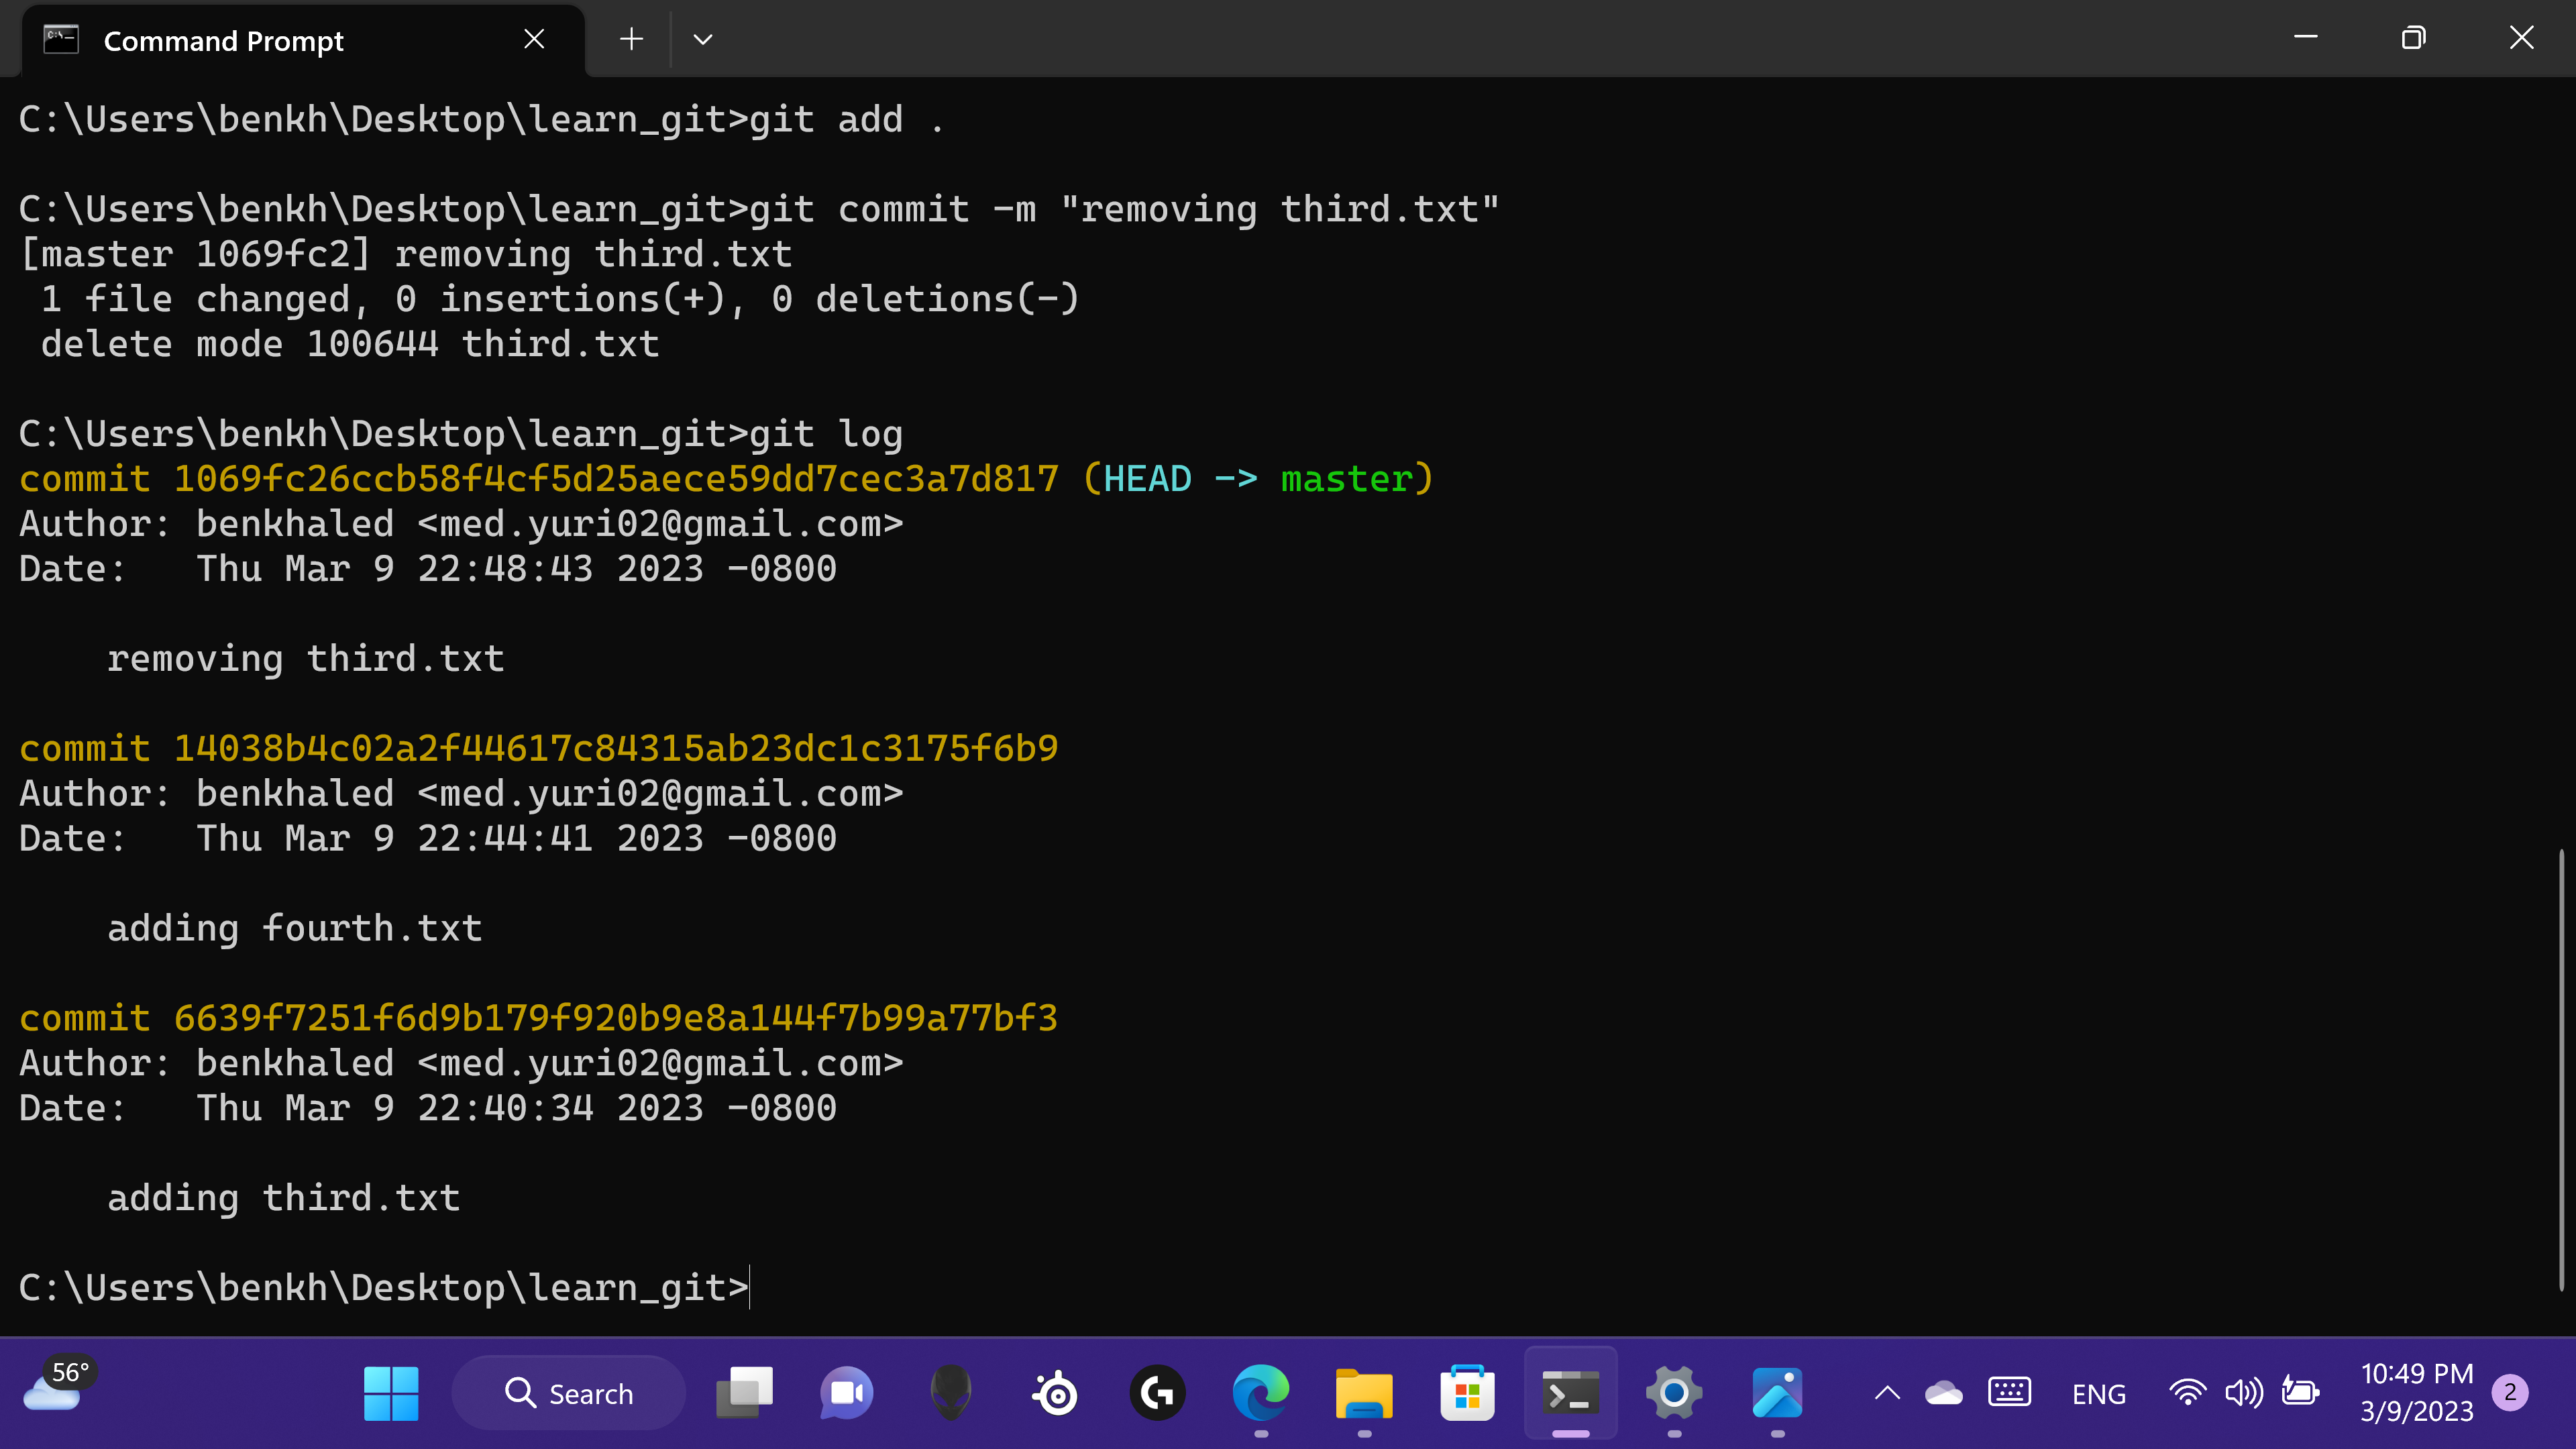 Command Prompt
C:\Users\benkh\Desktop\learn_git>git add .
C:\Users\benkh\Desktop\learn_git>git commit -m "removing third.txt"
[master 1069fc2] removing third.txt
 1 file changed, 0 insertions(+), 0 deletions(-)
 delete mode 100644 third.txt
C:\Users\benkh\Desktop\learn_git>git log
commit 1069fc26ccb58f4cf5d25aece59dd7cec3a7d817 (HEAD -> master)
Author: benkhaled <med.yuri02@gmail.com>
Date:   Thu Mar 9 22:48:43 2023 -0800
    removing third.txt
commit 14038b4c02a2f44617c84315ab23dc1c3175f6b9
Author: benkhaled <med.yuri02@gmail.com>
Date:   Thu Mar 9 22:44:41 2023 -0800
    adding fourth.txt
commit 6639f7251f6d9b179f920b9e8a144f7b99a77bf3
Author: benkhaled <med.yuri02@gmail.com>
Date:   Thu Mar 9 22:40:34 2023 -0800
    adding third.txt
C:\Users\benkh\Desktop\learn_git>
56°
Search
ENG
10:49 PM
3/9/2023
2